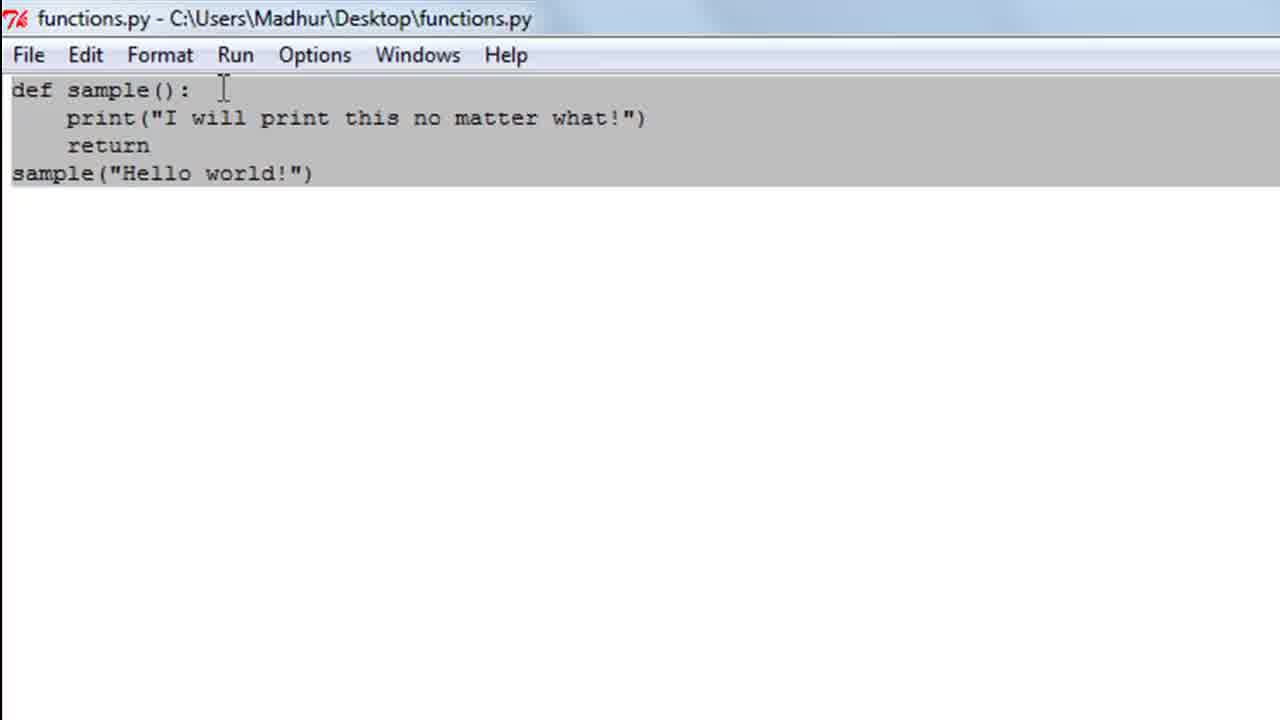 functions.py - C:\Users\Madhur\Desktop\functions.py
File Edit Format Run Options Windows Help
def sample():
    print("I will print this no matter what!")
    return
sample("Hello world!")